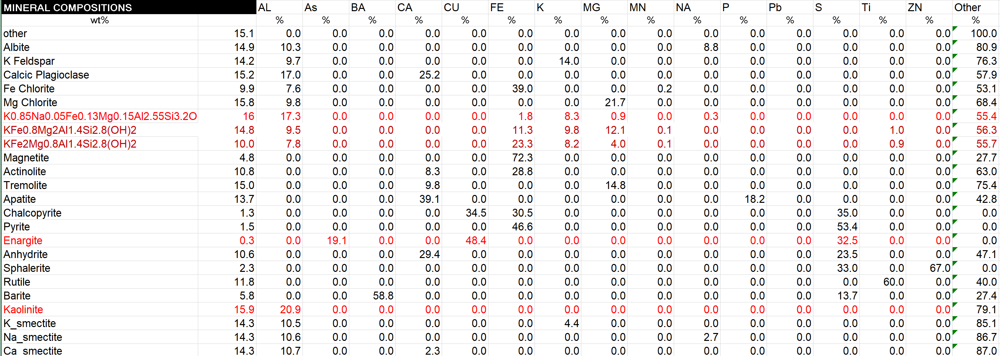 MINERAL COMPOSITIONS AL As BA CA CU FE K MG MN NA P Pb S Ti ZN Other
wt% % % % % % % % % % % % % % % % %
other 15.1 0.0 0.0 0.0 0.0 0.0 0.0 0.0 0.0 0.0 0.0 0.0 0.0 0.0 0.0 0.0 100.0
Albite 14.9 10.3 0.0 0.0 0.0 0.0 0.0 0.0 0.0 0.0 8.8 0.0 0.0 0.0 0.0 0.0 80.9
K Feldspar 14.2 9.7 0.0 0.0 0.0 0.0 0.0 14.0 0.0 0.0 0.0 0.0 0.0 0.0 0.0 0.0 76.3
Calcic Plagioclase 15.2 17.0 0.0 0.0 25.2 0.0 0.0 0.0 0.0 0.0 0.0 0.0 0.0 0.0 0.0 0.0 57.9
Fe Chlorite 9.9 7.6 0.0 0.0 0.0 0.0 39.0 0.0 0.0 0.2 0.0 0.0 0.0 0.0 0.0 0.0 53.1
Mg Chlorite 15.8 9.8 0.0 0.0 0.0 0.0 0.0 0.0 21.7 0.0 0.0 0.0 0.0 0.0 0.0 0.0 68.4
K0.85Na0.05Fe0.13Mg0.15Al2.55Si3.2O 16 17.3 0.0 0.0 0.0 0.0 1.8 8.3 0.9 0.0 0.3 0.0 0.0 0.0 0.0 0.0 55.4
KFe0.8Mg2Al1.4Si2.8(OH)2 14.8 9.5 0.0 0.0 0.0 0.0 11.3 9.8 12.1 0.1 0.0 0.0 0.0 0.0 1.0 0.0 56.3
KFe2Mg0.8Al1.4Si2.8(OH)2 10.0 7.8 0.0 0.0 0.0 0.0 23.3 8.2 4.0 0.1 0.0 0.0 0.0 0.0 0.9 0.0 55.7
Magnetite 4.8 0.0 0.0 0.0 0.0 0.0 72.3 0.0 0.0 0.0 0.0 0.0 0.0 0.0 0.0 0.0 27.7
Actinolite 10.8 0.0 0.0 0.0 8.3 0.0 28.8 0.0 0.0 0.0 0.0 0.0 0.0 0.0 0.0 0.0 63.0
Tremolite 15.0 0.0 0.0 0.0 9.8 0.0 0.0 0.0 14.8 0.0 0.0 0.0 0.0 0.0 0.0 0.0 75.4
Apatite 13.7 0.0 0.0 0.0 39.1 0.0 0.0 0.0 0.0 0.0 0.0 18.2 0.0 0.0 0.0 0.0 42.8
Chalcopyrite 1.3 0.0 0.0 0.0 0.0 34.5 30.5 0.0 0.0 0.0 0.0 0.0 0.0 35.0 0.0 0.0 0.0
Pyrite 1.5 0.0 0.0 0.0 0.0 0.0 46.6 0.0 0.0 0.0 0.0 0.0 0.0 53.4 0.0 0.0 0.0
Enargite 0.3 0.0 19.1 0.0 0.0 48.4 0.0 0.0 0.0 0.0 0.0 0.0 0.0 32.5 0.0 0.0 0.0
Anhydrite 10.6 0.0 0.0 0.0 29.4 0.0 0.0 0.0 0.0 0.0 0.0 0.0 0.0 23.5 0.0 0.0 47.1
Sphalerite 2.3 0.0 0.0 0.0 0.0 0.0 0.0 0.0 0.0 0.0 0.0 0.0 0.0 33.0 0.0 67.0 0.0
Rutile 11.8 0.0 0.0 0.0 0.0 0.0 0.0 0.0 0.0 0.0 0.0 0.0 0.0 0.0 60.0 0.0 40.0
Barite 5.8 0.0 0.0 58.8 0.0 0.0 0.0 0.0 0.0 0.0 0.0 0.0 0.0 13.7 0.0 0.0 27.4
Kaolinite 15.9 20.9 0.0 0.0 0.0 0.0 0.0 0.0 0.0 0.0 0.0 0.0 0.0 0.0 0.0 0.0 79.1
K_smectite 14.3 10.5 0.0 0.0 0.0 0.0 0.0 4.4 0.0 0.0 0.0 0.0 0.0 0.0 0.0 0.0 85.1
Na_smectite 14.3 10.6 0.0 0.0 0.0 0.0 0.0 0.0 0.0 0.0 2.7 0.0 0.0 0.0 0.0 0.0 86.7
Ca_smectite 14.3 10.7 0.0 0.0 2.3 0.0 0.0 0.0 0.0 0.0 0.0 0.0 0.0 0.0 0.0 0.0 87.0